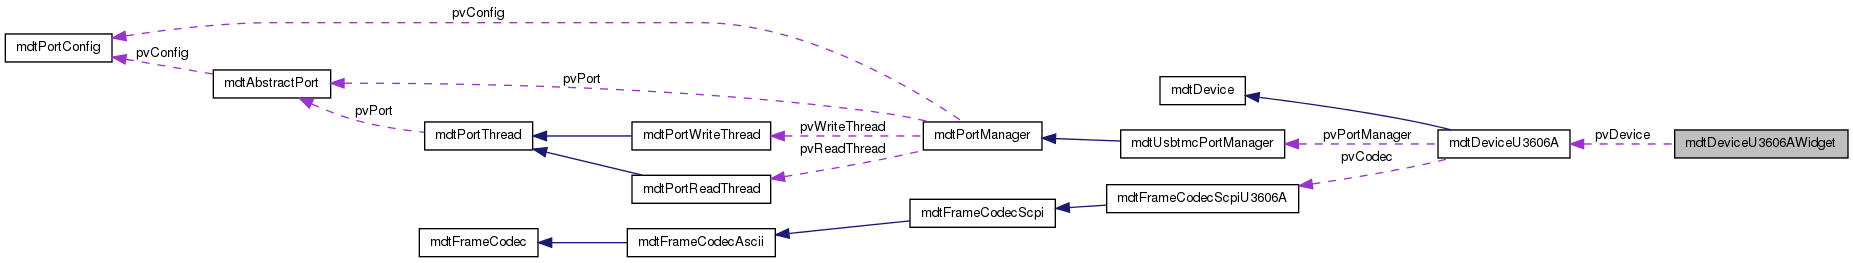 pvConfig
mdtPortConfig
pvConfig
mdtAbstractPort
pvPort
pvPort
mdtDevice
mdtPortThread
mdtPortWriteThread
pvWriteThread
mdtPortManager
mdtUsbtmcPortManager
pvPortManager
mdtDeviceU3606A
pvDevice
mdtDeviceU3606AWidget
pvReadThread
pvCodec
mdtPortReadThread
mdtFrameCodecScpiU3606A
mdtFrameCodecScpi
mdtFrameCodec
mdtFrameCodecAscii